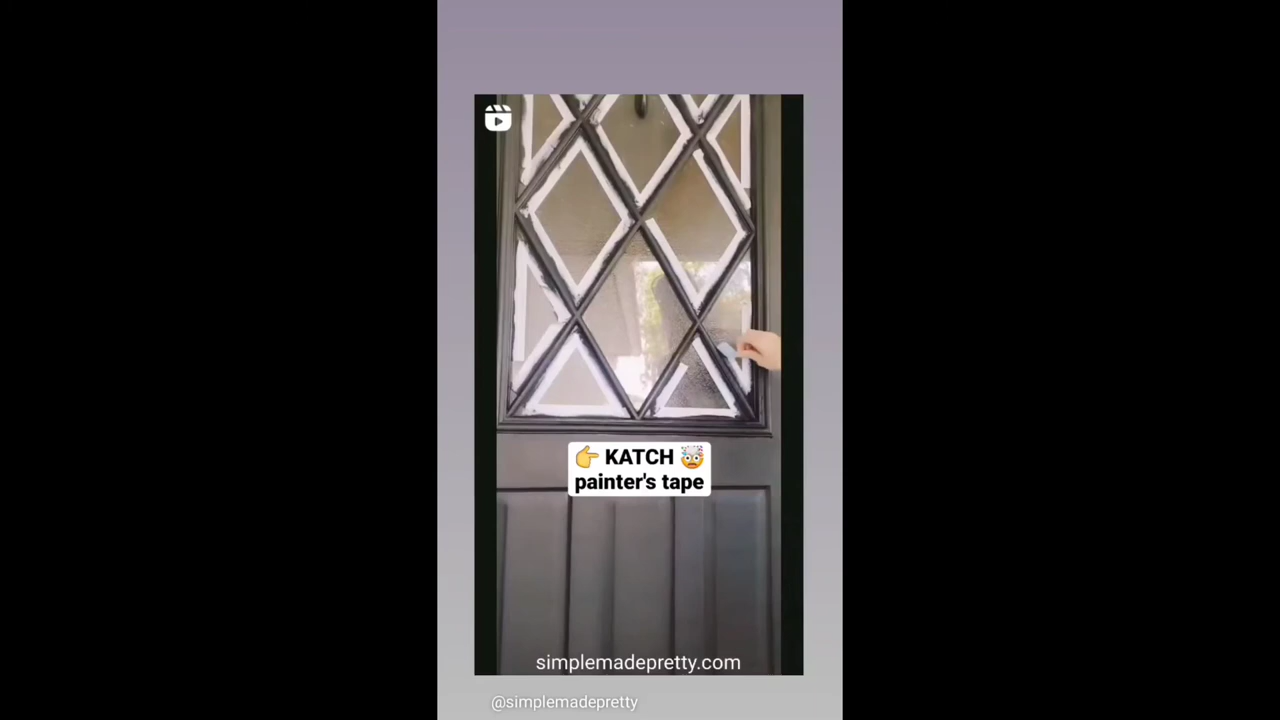 👉 KATCH 🤯
painter's tape
simplemadepretty.com
@simplemadepretty